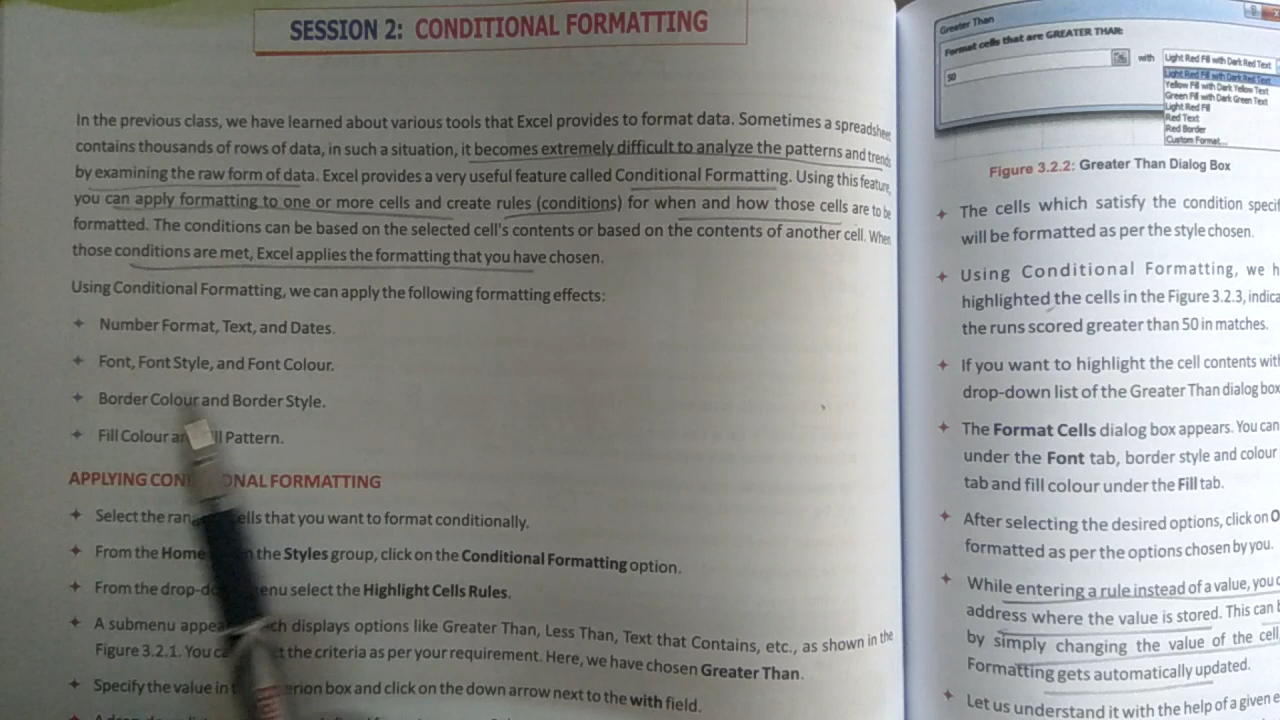 SESSION 2: CONDITIONAL FORMATTING
In the previous class, we have learned about various tools that Excel provides to format data. Sometimes a spreadsheet
contains thousands of rows of data, in such a situation, it becomes extremely difficult to analyze the patterns and trends
by examining the raw form of data. Excel provides a very useful feature called Conditional Formatting. Using this feature,
you can apply formatting to one or more cells and create rules (conditions) for when and how those cells are to be
formatted. The conditions can be based on the selected cell's contents or based on the contents of another cell. When
those conditions are met, Excel applies the formatting that you have chosen.
Using Conditional Formatting, we can apply the following formatting effects:
Number Format, Text, and Dates.
Font, Font Style, and Font Colour.
Border Colour and Border Style.
Fill Colour Pattern.
APPLYING FORMATTING
Select the that you want to format conditionally.
From the Home the Styles group, click on the Conditional Formatting option.
From the select the Highlight Cells Rules.
A submenu displays options like Greater Than, Less Than, Text that Contains, etc., as shown in the
Figure 3.2.1. You the criteria as per your requirement. Here, we have chosen Greater Than.
Specify the value in box and click on the down arrow next to the with field.
Greater Than
Format cells that are GREATER THAN:
50
with
Light Red Fill with Dark Red Text
Light Red Fill with Dark Red Text
Yellow Fill with Dark Yellow Text
Green Fill with Dark Green Text
Light Red Fill
Red Text
Red Border
Custom Format...
Figure 3.2.2: Greater Than Dialog Box
The cells which satisfy the condition
will be formatted as per the style chosen.
Using Conditional Formatting, we
highlighted the cells in the Figure 3.2.3,
the runs scored greater than 50 in matches.
If you want to highlight the cell contents
drop-down list of the Greater Than dialog box
The Format Cells dialog box appears. You can
under the Font tab, border style and colour
tab and fill colour under the Fill tab.
After selecting the desired options, click on
formatted as per the options chosen by you.
While entering a rule instead of a value, you
address where the value is stored. This can
by simply changing the value of the cell
Formatting gets automatically updated.
Let us understand it with the help of a given